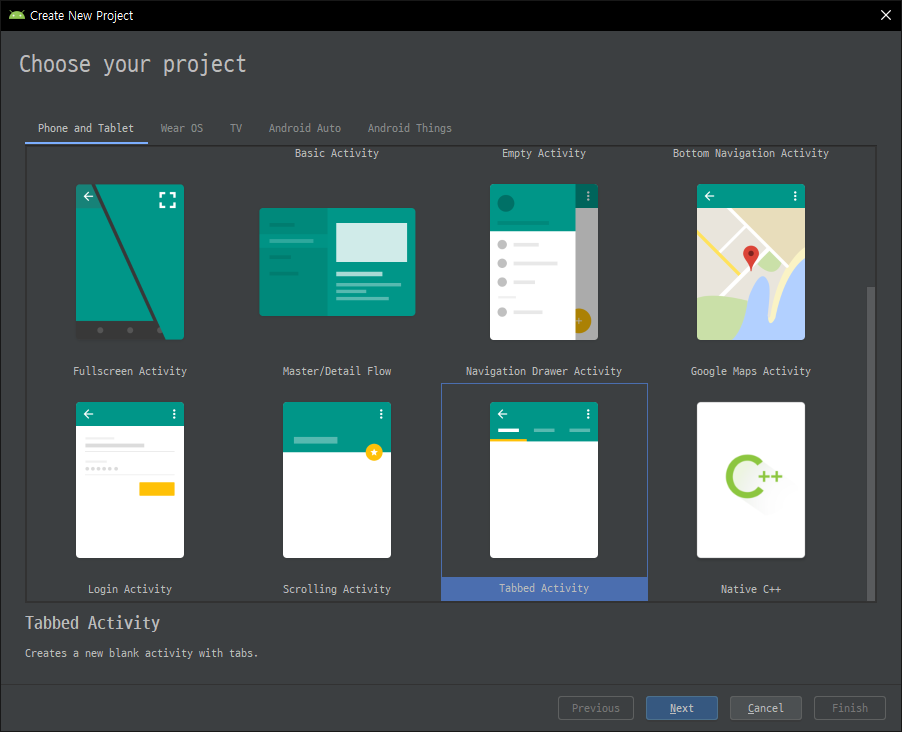 Create New Project
Choose your project
Phone and Tablet Wear OS TV Android Auto Android Things
Basic Activity Empty Activity Bottom Navigation Activity
Fullscreen Activity Master/Detail Flow Navigation Drawer Activity Google Maps Activity
C++
Login Activity Scrolling Activity Tabbed Activity Native C++
Tabbed Activity
Creates a new blank activity with tabs.
Previous Next Cancel Finish